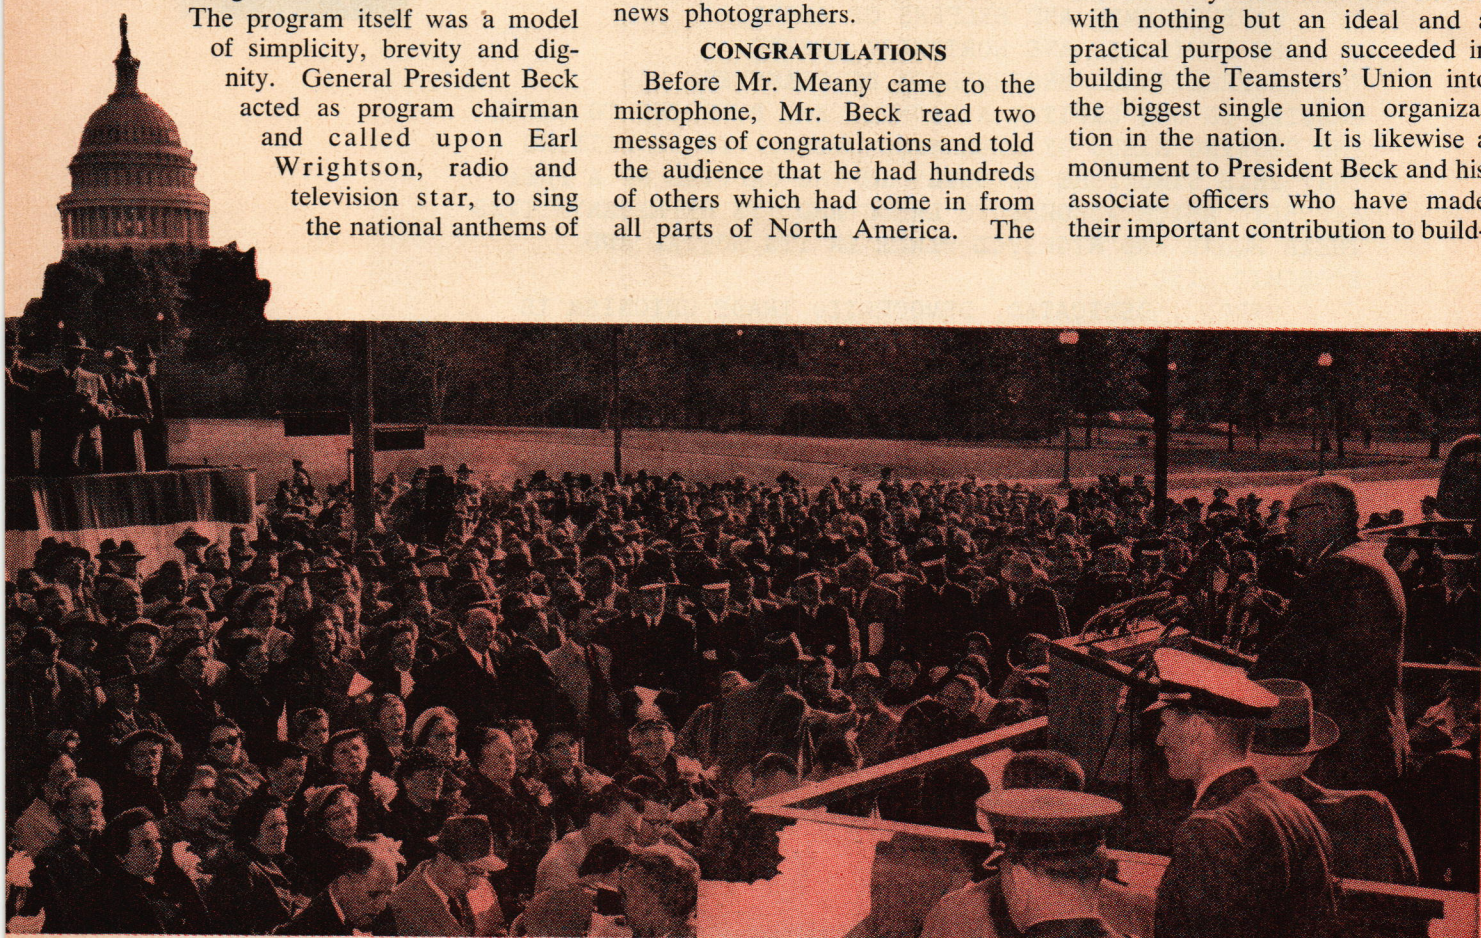 The program itself was a model
of simplicity, brevity and dig-
nity. General President Beck
acted as program chairman
and called upon Earl
Wrightson, radio and
television star, to sing
the national anthems of
news photographers.
CONGRATULATIONS
Before Mr. Meany came to the
microphone, Mr. Beck read two
messages of congratulations and told
the audience that he had hundreds
of others which had come in from
all parts of North America. The
with nothing but an ideal and a
practical purpose and succeeded in
building the Teamsters' Union into
the biggest single union organiza-
tion in the nation. It is likewise a
monument to President Beck and his
associate officers who have made
their important contribution to build-